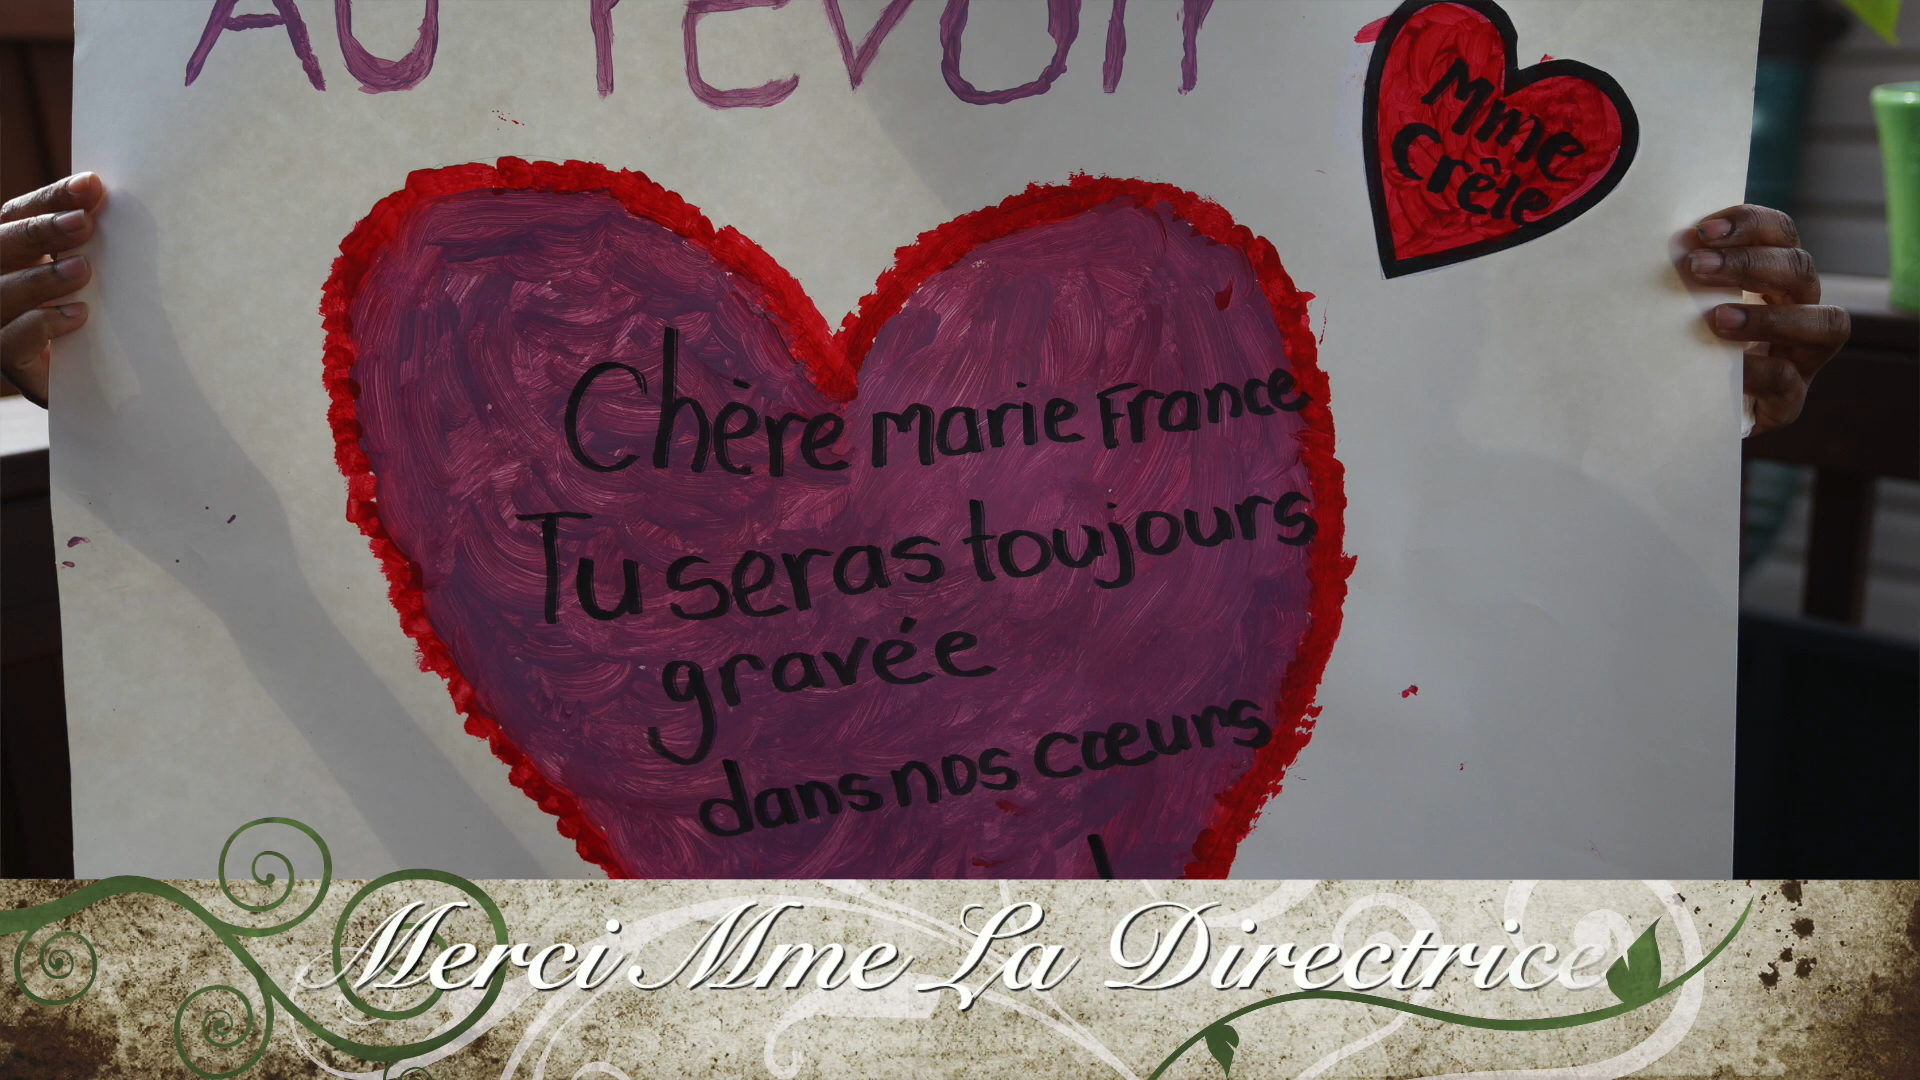 AU revoir
Mme
Crête
Chère Marie France
Tu seras toujours
gravée
dans nos cœurs
Merci Mme La Directrice